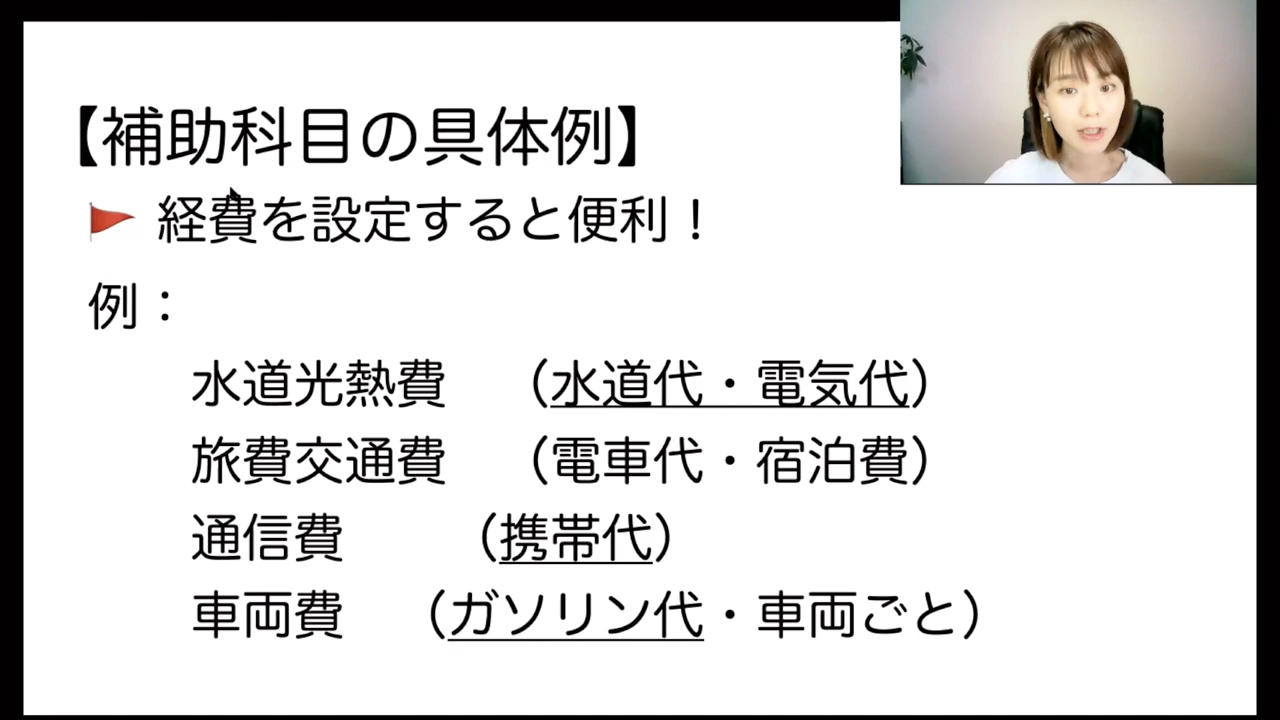 【補助科目の具体例】
経費を設定すると便利！
例：
水道光熱費 （水道代・電気代）
旅費交通費 （電車代・宿泊費）
通信費 （携帯代）
車両費 （ガソリン代・車両ごと）